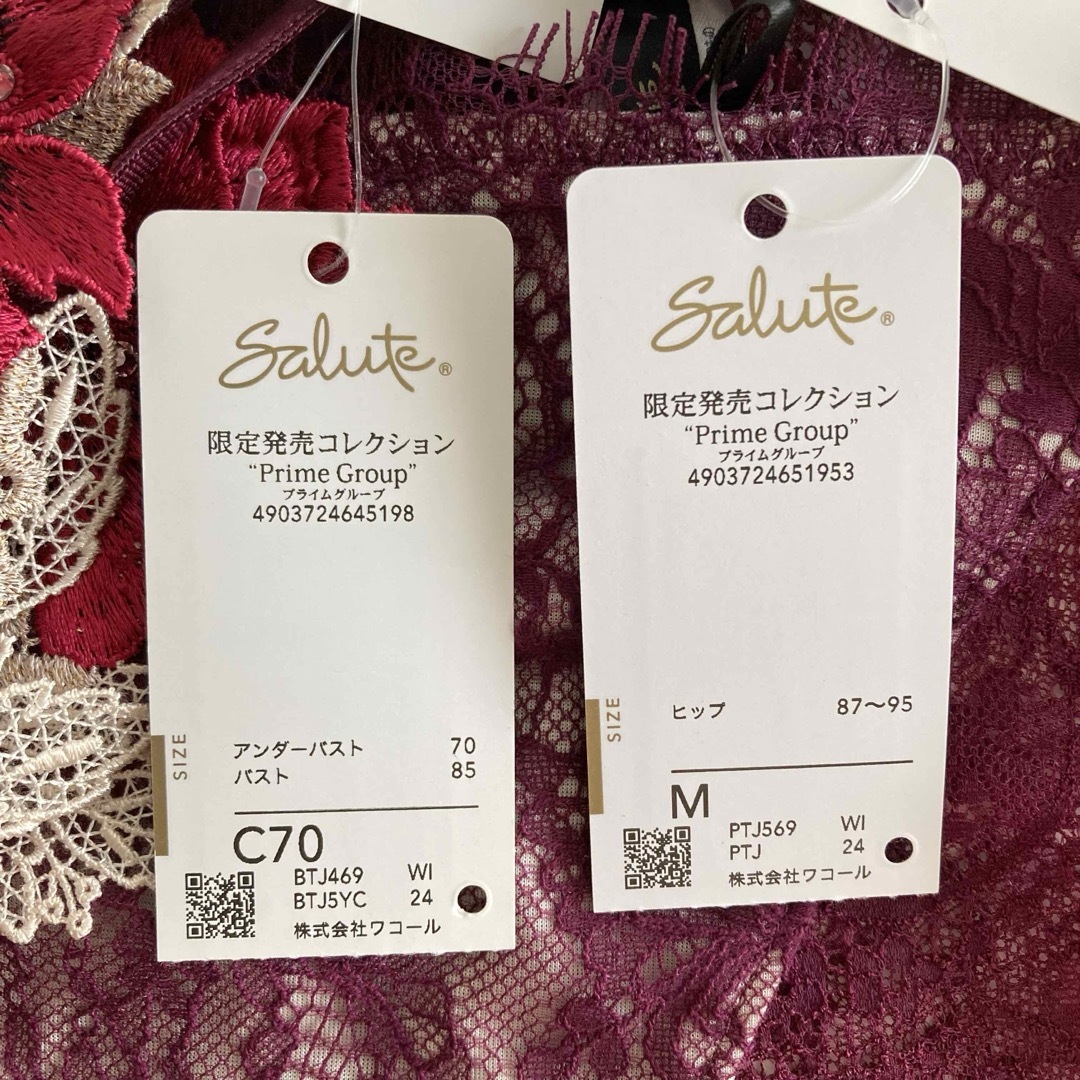 Salute®
限定発売コレクション
“Prime Group”
プライムグループ
4903724645198
SIZE
アンダーバスト 70
バスト 85
C70
BTJ469 WI
BTJ5YC 24
株式会社ワコール
Salute®
限定発売コレクション
“Prime Group”
プライムグループ
4903724651953
SIZE
ヒップ 87〜95
M
PTJ569 WI
PTJ 24
株式会社ワコール